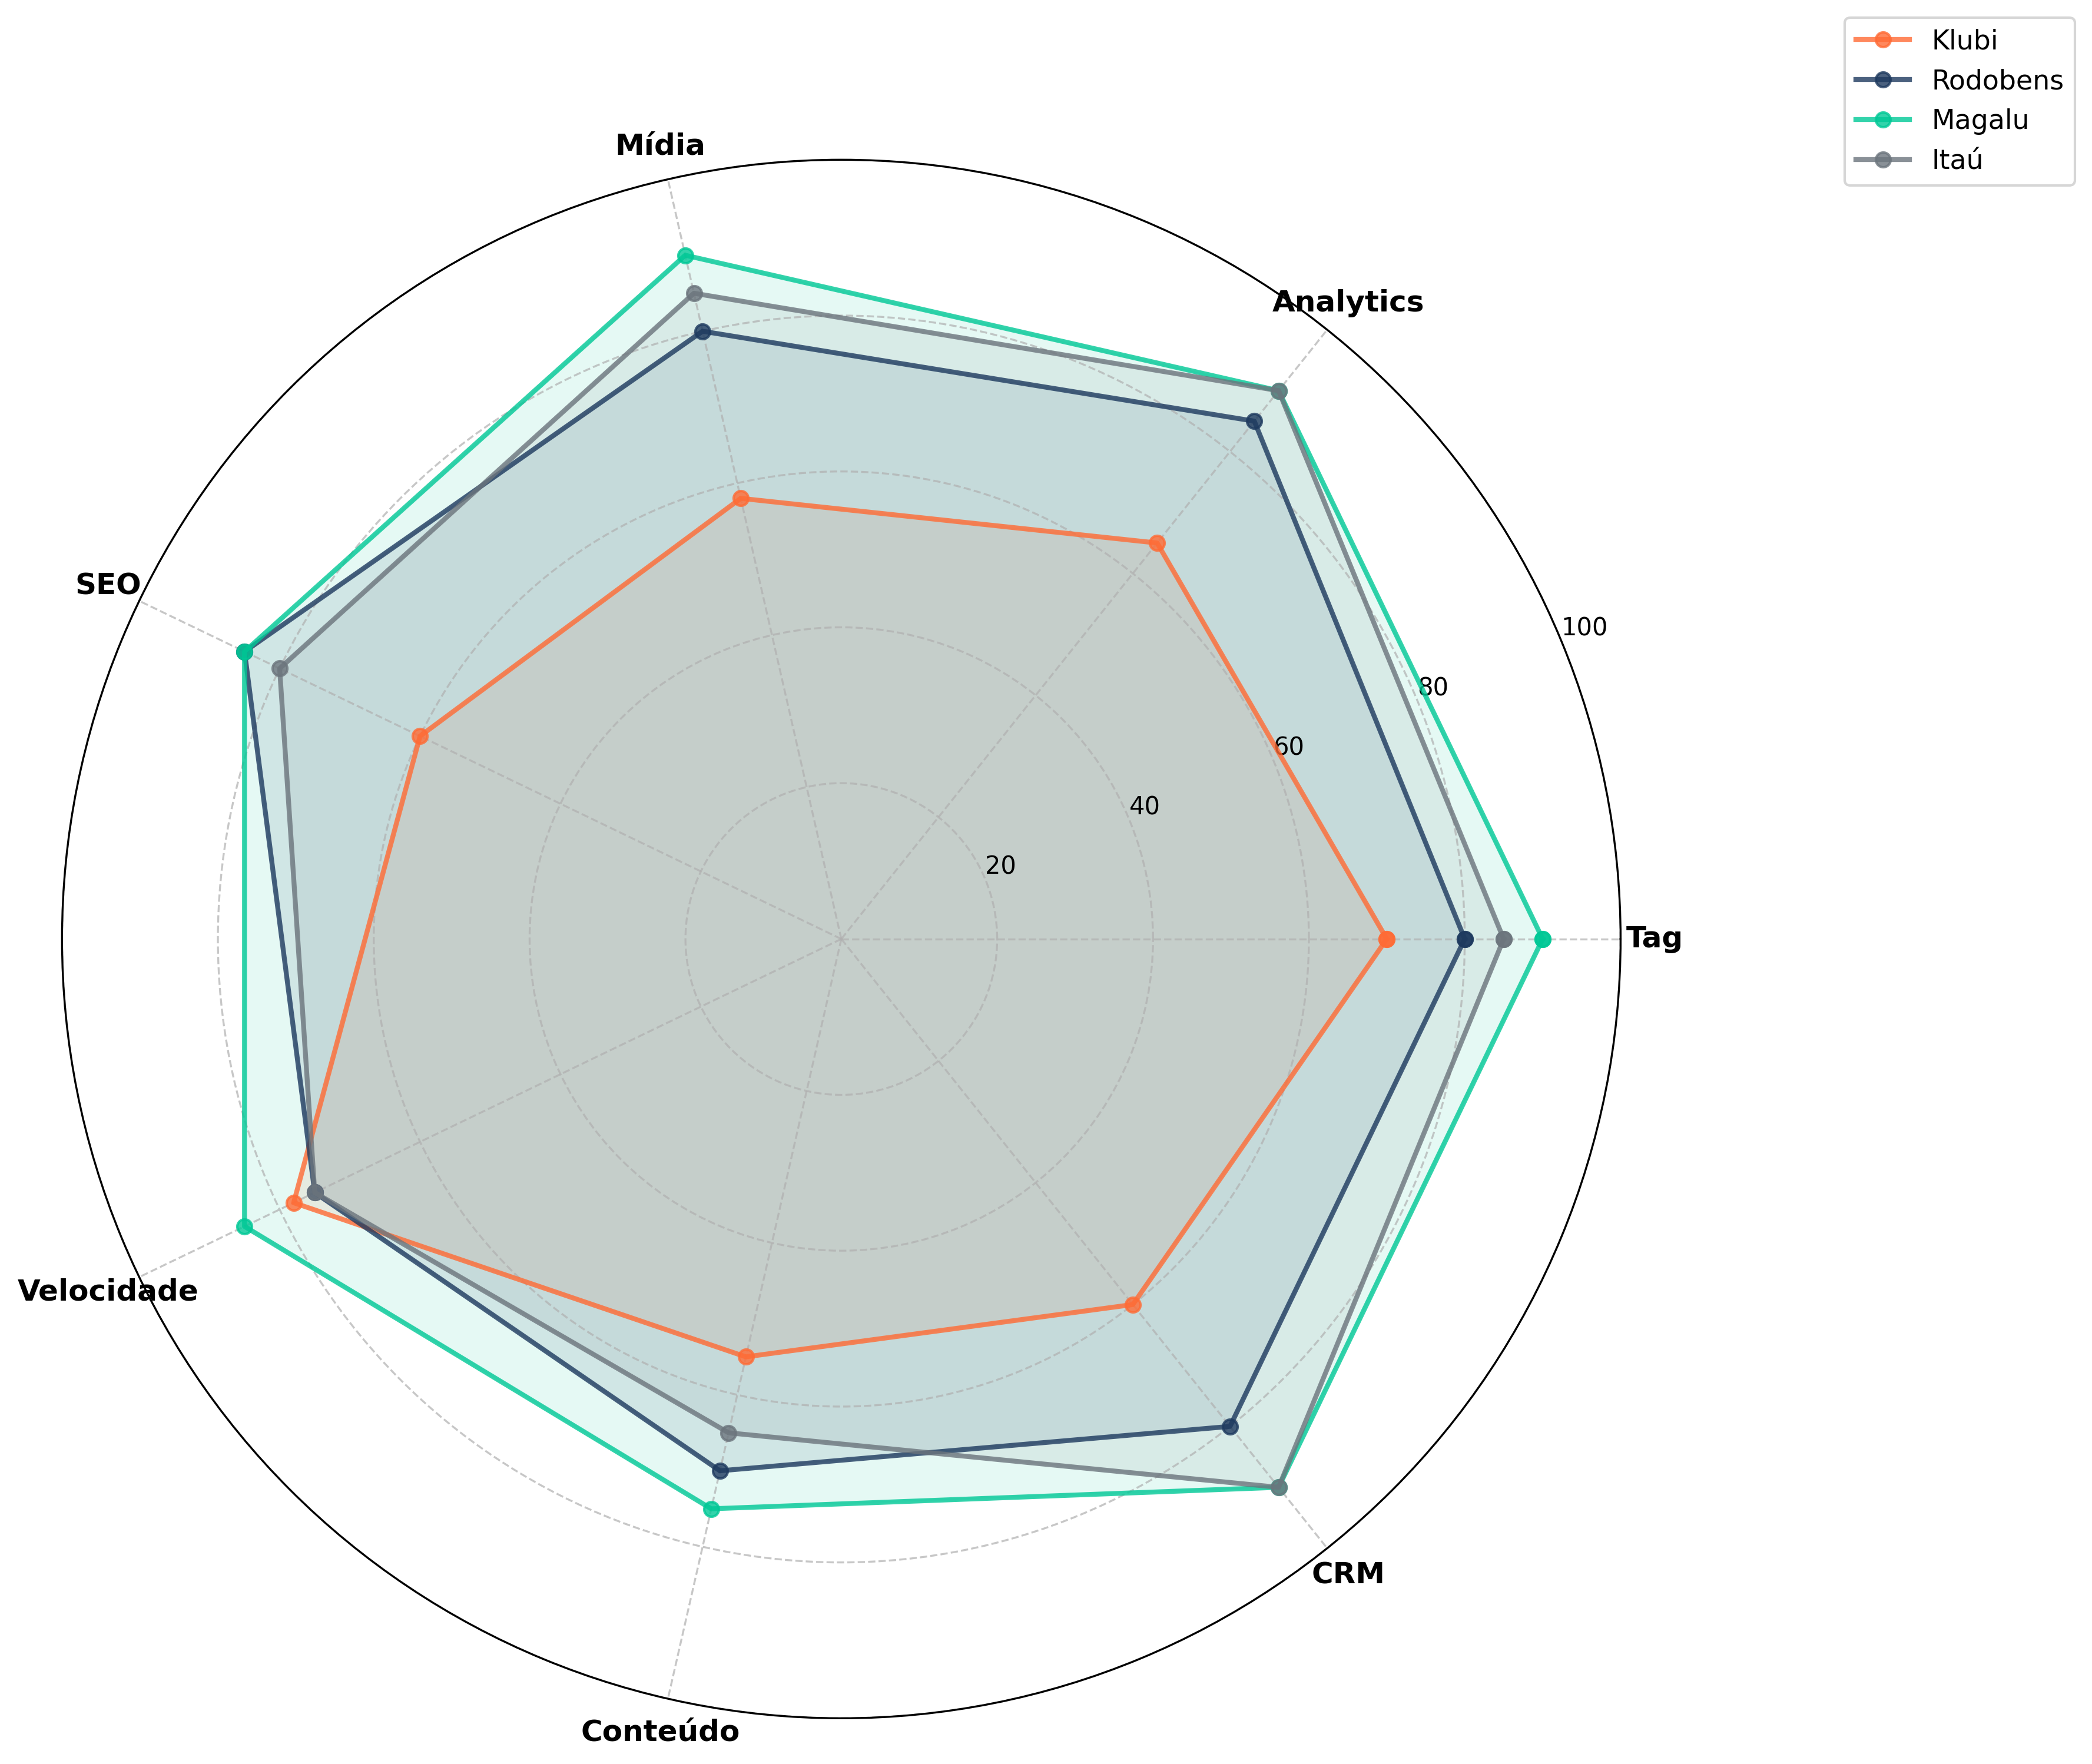 Klubi
Rodobens
Magalu
Itaú
Mídia
Analytics
SEO
100
80
60
40
20
Tag
Velocidade
CRM
Conteúdo